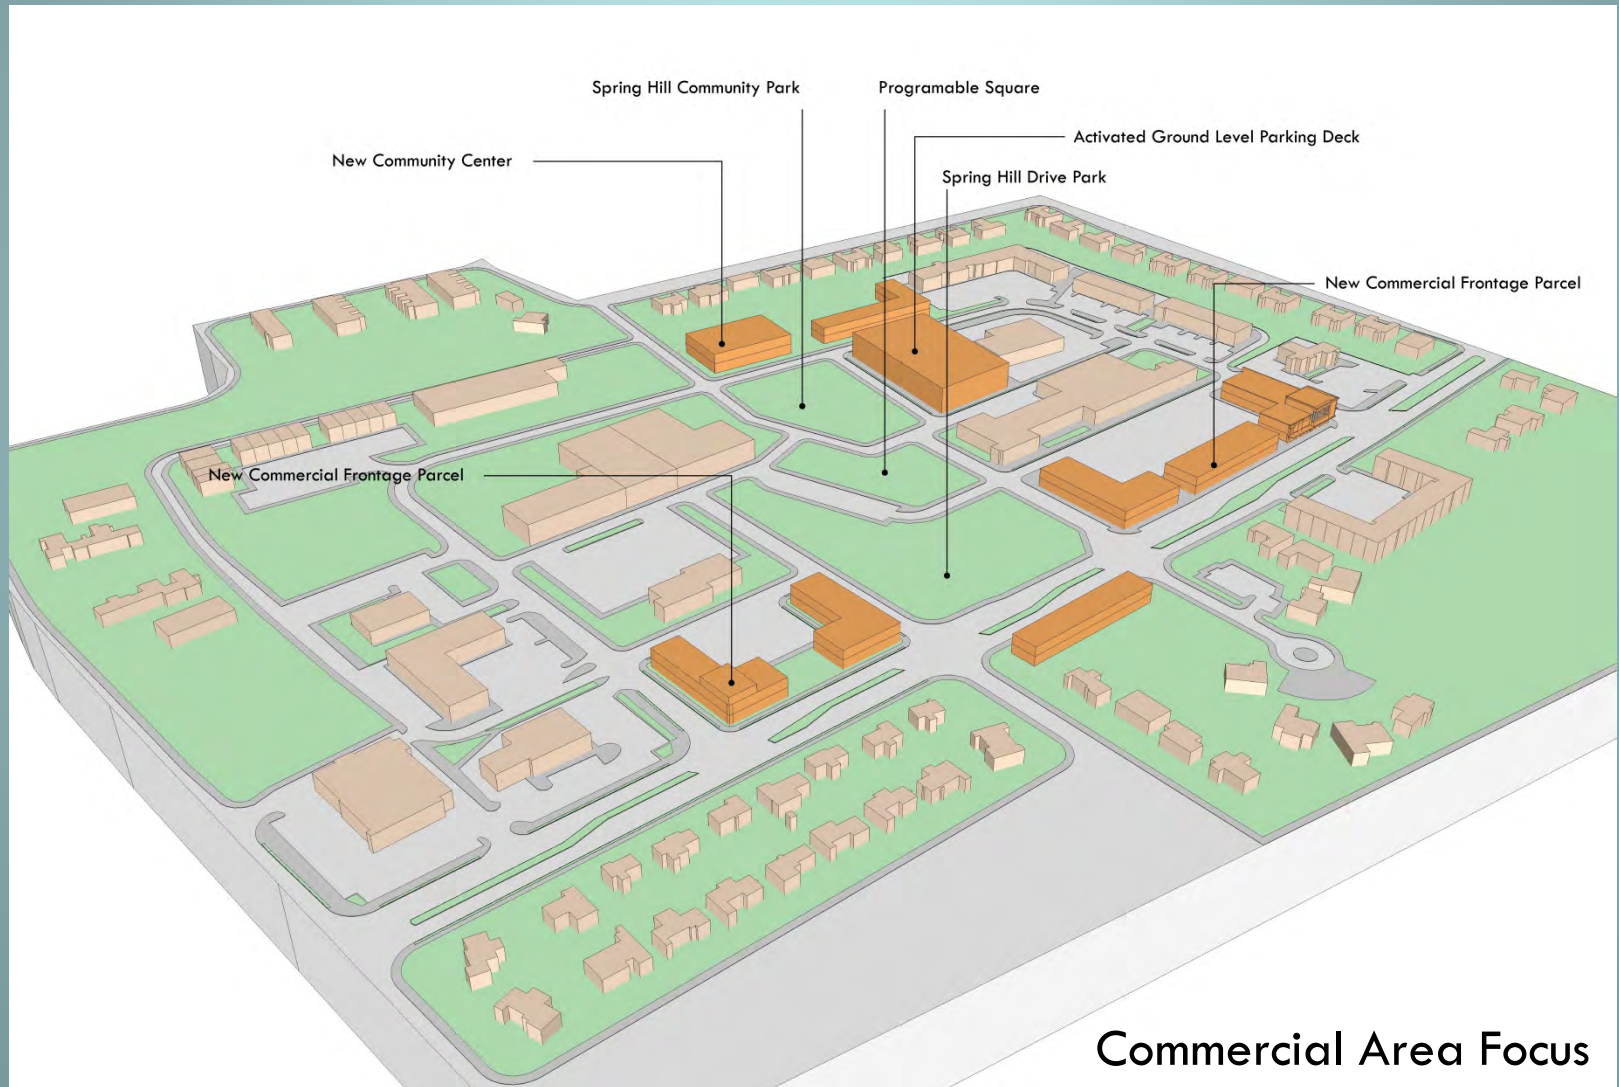 Spring Hill Community Park
Programable Square
Activated Ground Level Parking Deck
New Community Center
Spring Hill Drive Park
New Commercial Frontage Parcel
New Commercial Frontage Parcel
Commercial Area Focus